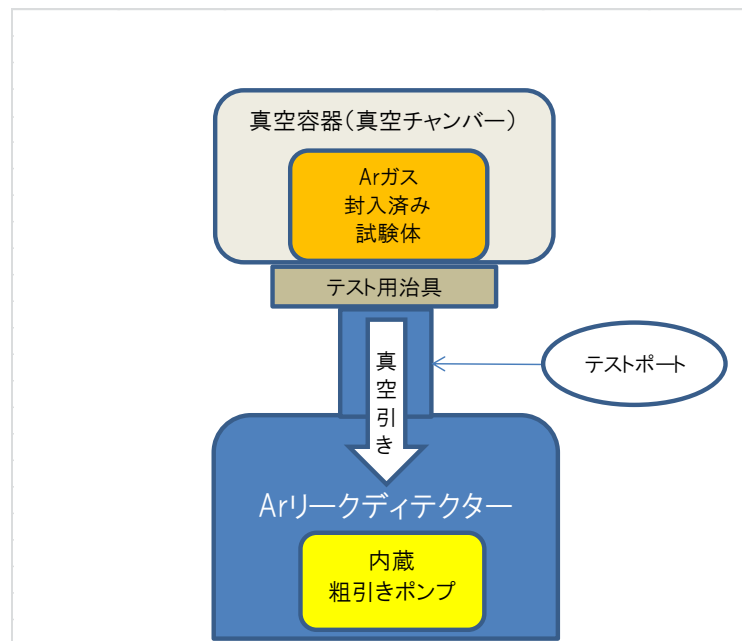 真空容器（真空チャンバー）
Arガス
封入済み
試験体
テスト用治具
真
空
引
き
テストポート
Arリークディテクター
内蔵
粗引きポンプ